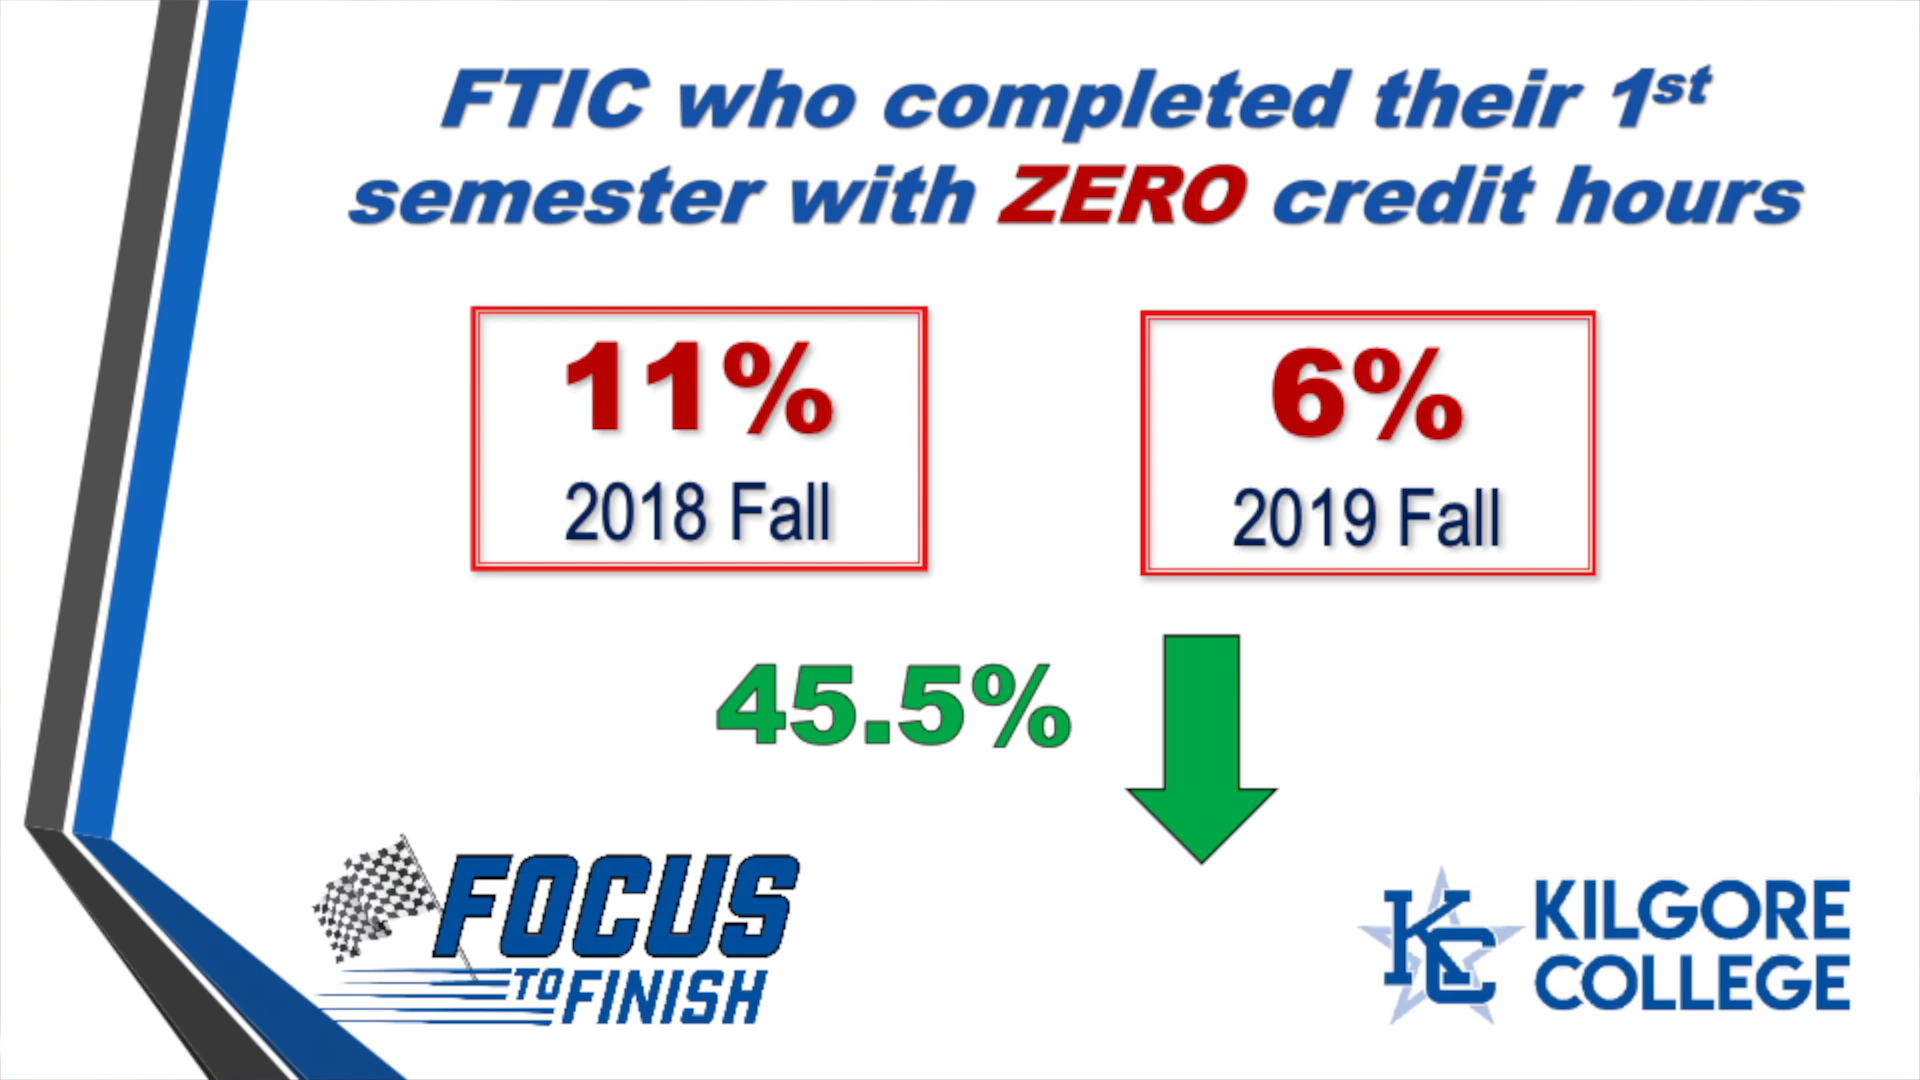 FTIC who completed their 1st
semester with ZERO credit hours
11%
2018 Fall
6%
2019 Fall
45.5%
FOCUS
TO FINISH
KC
KILGORE
COLLEGE